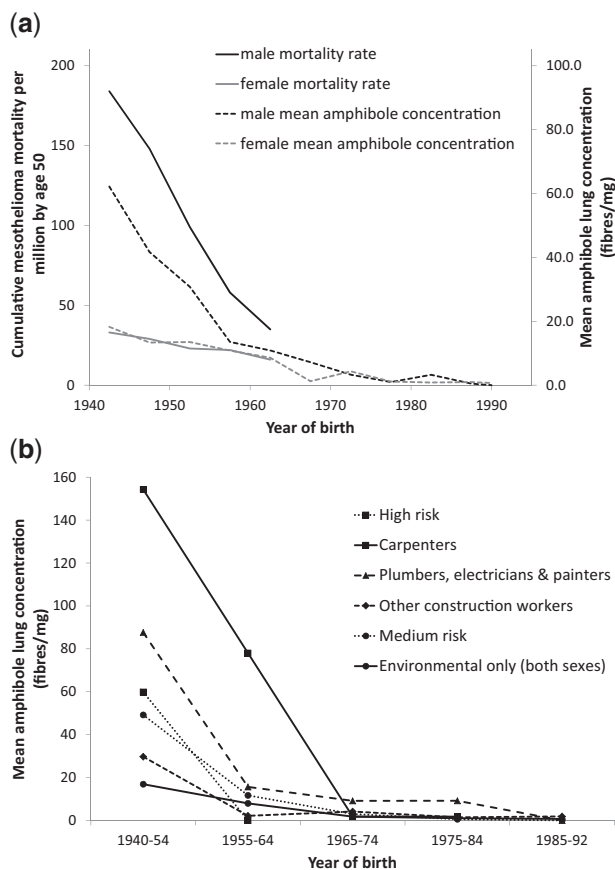 (a)
male mortality rate
female mortality rate
male mean amphibole concentration
female mean amphibole concentration
Cumulative mesothelioma mortality per
million by age 50
200
150
100
50
0
Mean amphibole lung concentration
(fibres/mg)
100.0
80.0
60.0
40.0
20.0
0.0
1940 1950 1960 1970 1980 1990
Year of birth
(b)
Mean amphibole lung concentration
(fibres/mg)
160
140
120
100
80
60
40
20
0
High risk
Carpenters
Plumbers, electricians & painters
Other construction workers
Medium risk
Environmental only (both sexes)
1940-54 1955-64 1965-74 1975-84 1985-92
Year of birth